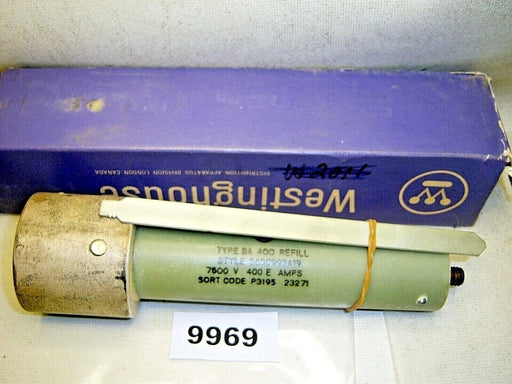 Westinghouse
DISTRIBUTION APPARATUS DIVISION LONDON-CANADA
TYPE BA 400 REFILL
7500 V 400 E AMPS
SORT CODE P3195 23271
9969